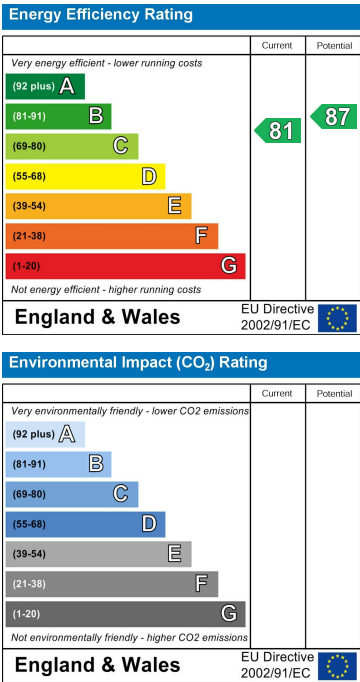 Energy Efficiency Rating
Current Potential
Very energy efficient - lower running costs
(92 plus) A
(81-91) B
(69-80) C
(55-68) D
(39-54) E
(21-38) F
(1-20) G
81
87
Not energy efficient - higher running costs
England & Wales
EU Directive
2002/91/EC
Environmental Impact (CO₂) Rating
Current Potential
Very environmentally friendly - lower CO2 emissions
(92 plus) A
(81-91) B
(69-80) C
(55-68) D
(39-54) E
(21-38) F
(1-20) G
Not environmentally friendly - higher CO2 emissions
England & Wales
EU Directive
2002/91/EC